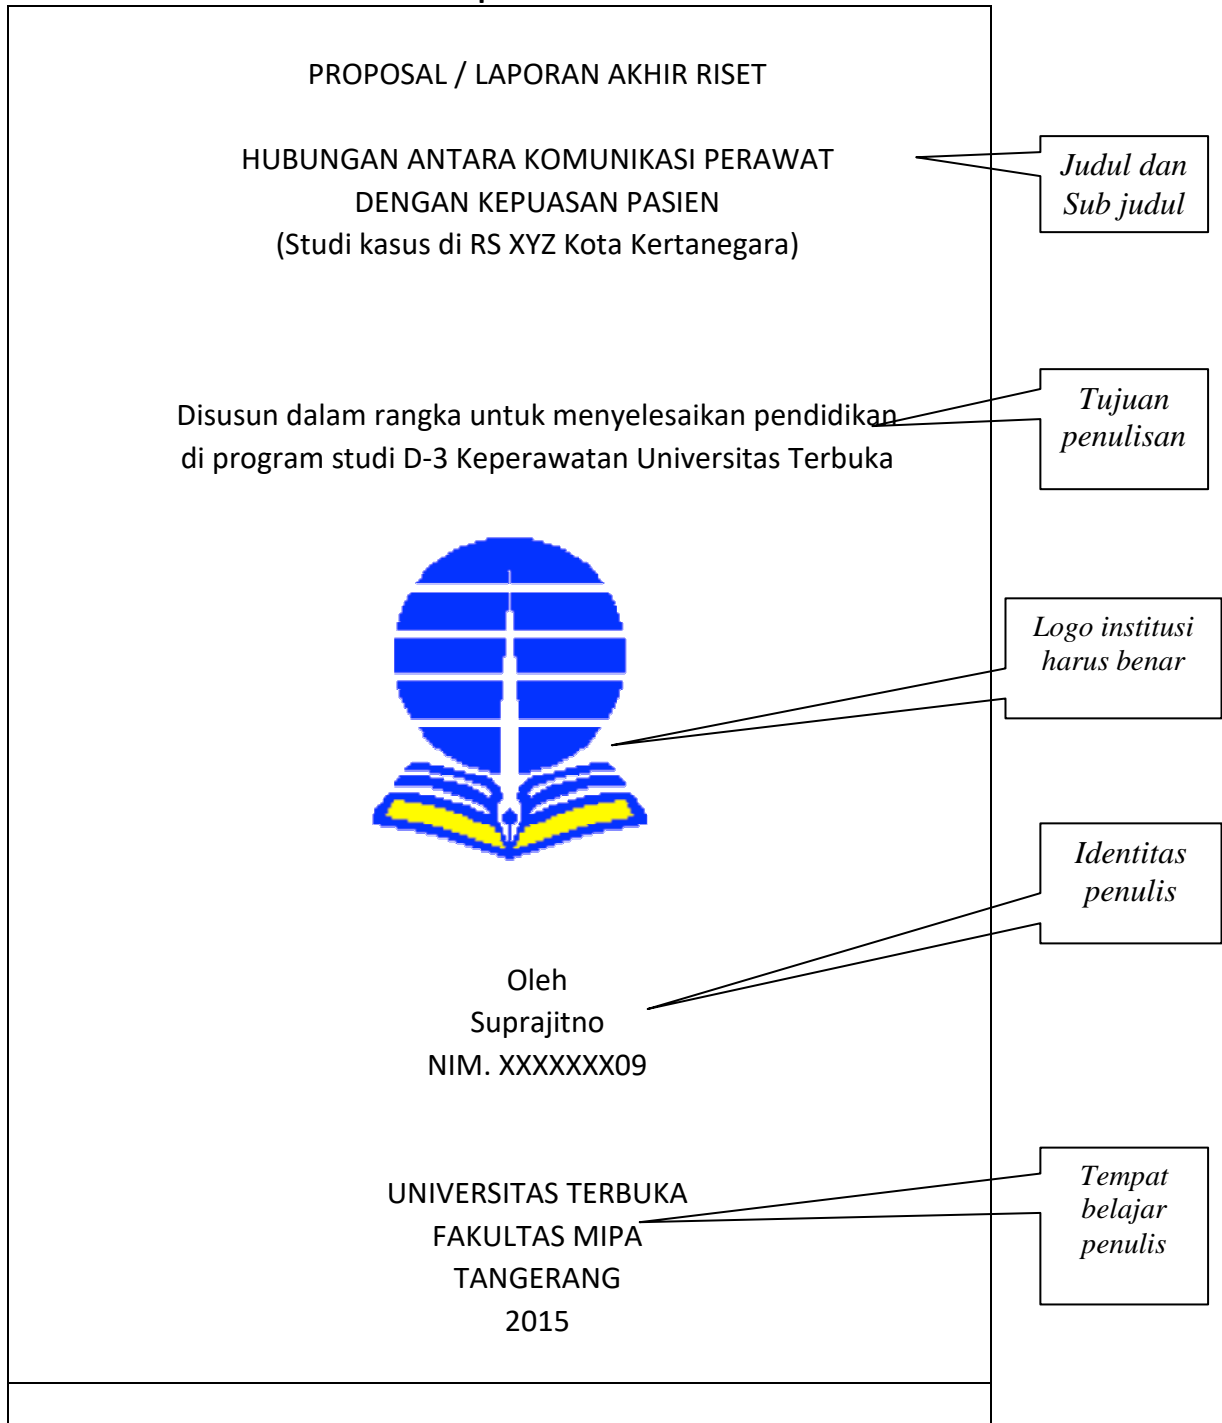 PROPOSAL / LAPORAN AKHIR RISET
HUBUNGAN ANTARA KOMUNIKASI PERAWAT
DENGAN KEPUASAN PASIEN
(Studi kasus di RS XYZ Kota Kertanegara)
Judul dan
Sub judul
Disusun dalam rangka untuk menyelesaikan pendidikan
di program studi D-3 Keperawatan Universitas Terbuka
Tujuan
penulisan
Logo institusi
harus benar
Identitas
penulis
Oleh
Suprajitno
NIM. XXXXXXX09
Tempat
belajar
penulis
UNIVERSITAS TERBUKA
FAKULTAS MIPA
TANGERANG
2015